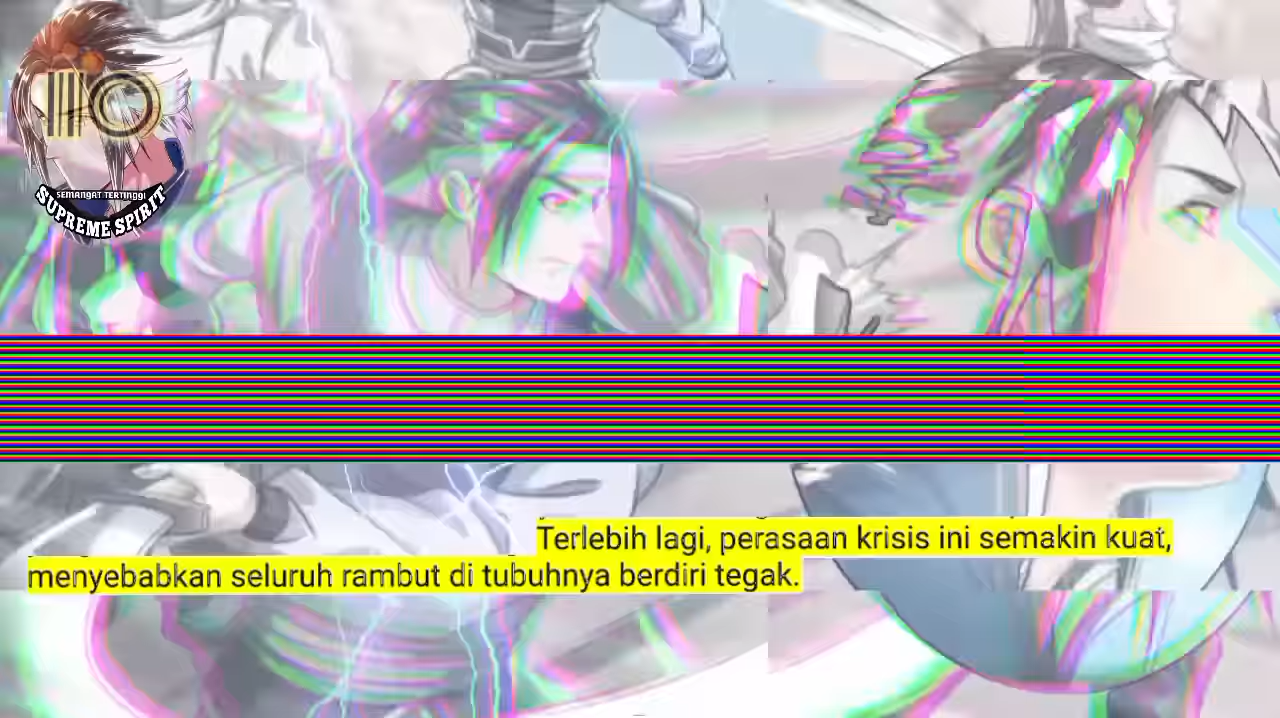 SEMANGAT TERTINGGI
SUPREME SPIRIT
Terlebih lagi, perasaan krisis ini semakin kuat,
menyebabkan seluruh rambut di tubuhnya berdiri tegak.